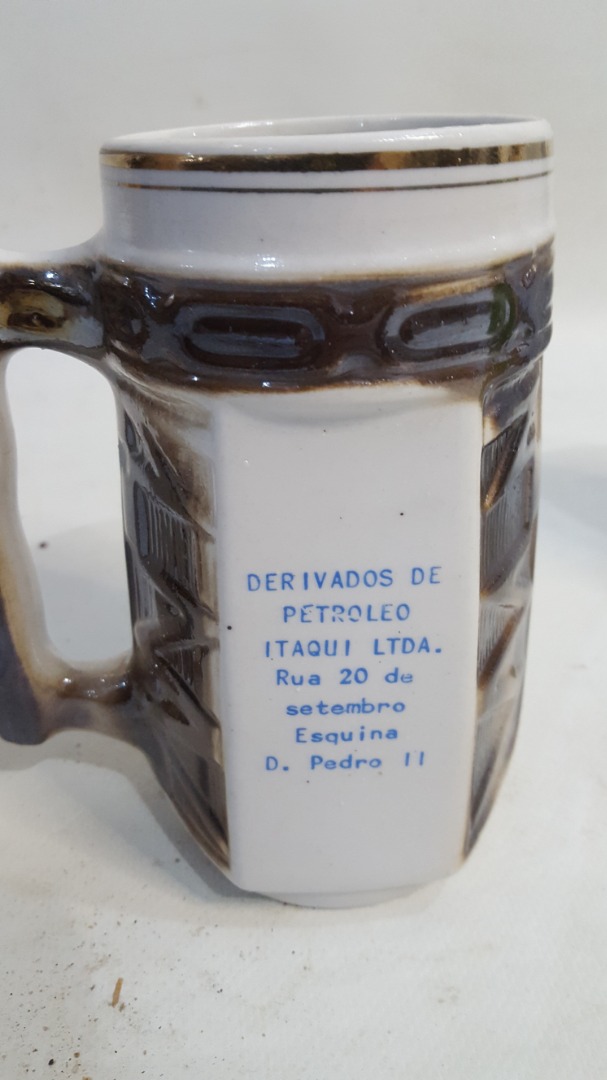 DERIVADOS DE
PETROLEO
ITAQUI LTDA.
Rua 20 de
setembro
Esquina
D. Pedro II